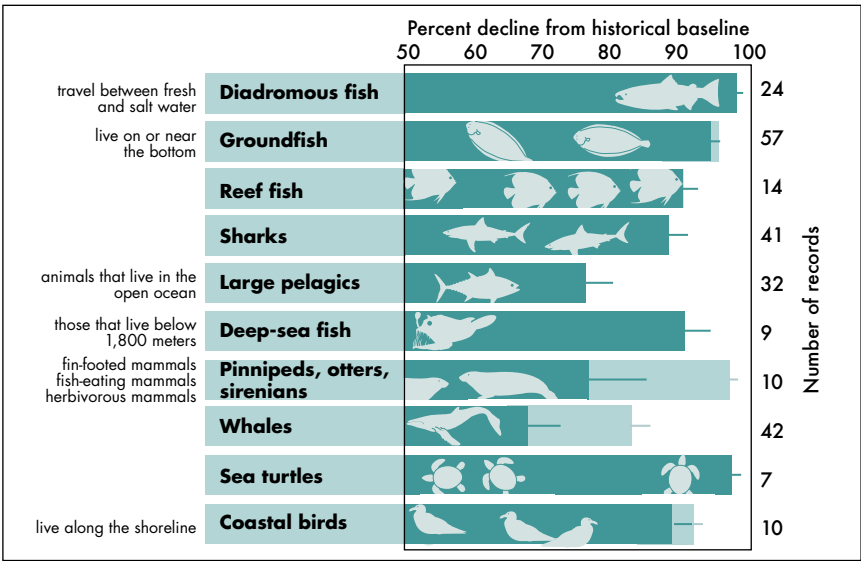 Percent decline from historical baseline
50 60 70 80 90 100
travel between fresh
and salt water
Diadromous fish
24
live on or near
the bottom
Groundfish
57
Reef fish
14
Sharks
41
animals that live in the
open ocean
Large pelagics
32
those that live below
1,800 meters
Deep-sea fish
9
fin-footed mammals
fish-eating mammals
herbivorous mammals
Pinnipeds, otters,
sirenians
10
Whales
42
Sea turtles
7
live along the shoreline
Coastal birds
10
Number of records